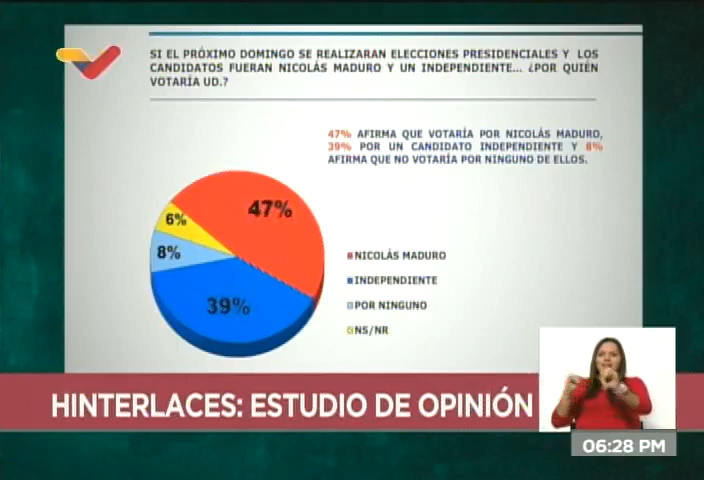 SI EL PRÓXIMO DOMINGO SE REALIZARAN ELECCIONES PRESIDENCIALES Y LOS
CANDIDATOS FUERAN NICOLÁS MADURO Y UN INDEPENDIENTE... ¿POR QUIÉN
VOTARÍA UD.?
47% AFIRMA QUE VOTARÍA POR NICOLÁS MADURO,
39% POR UN CANDIDATO INDEPENDIENTE Y 8%
AFIRMA QUE NO VOTARÍA POR NINGUNO DE ELLOS.
47%
6%
8%
39%
NICOLÁS MADURO
INDEPENDIENTE
POR NINGUNO
NS/NR
HINTERLACES: ESTUDIO DE OPINIÓN
06:28 PM